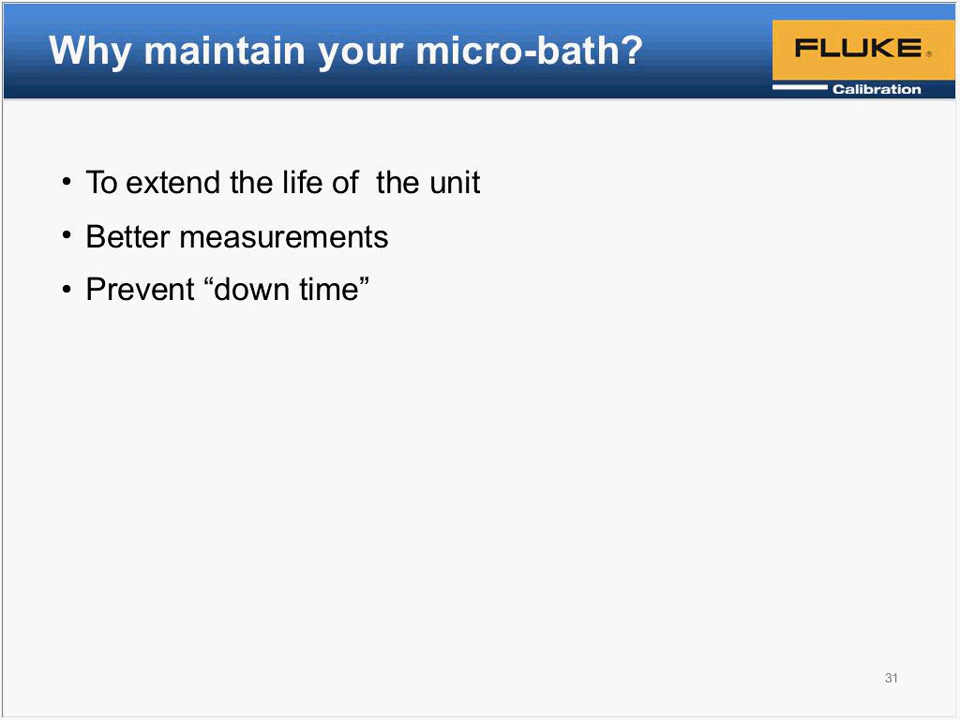 Why maintain your micro-bath?
FLUKE®
Calibration
• To extend the life of  the unit
• Better measurements
• Prevent “down time”
31